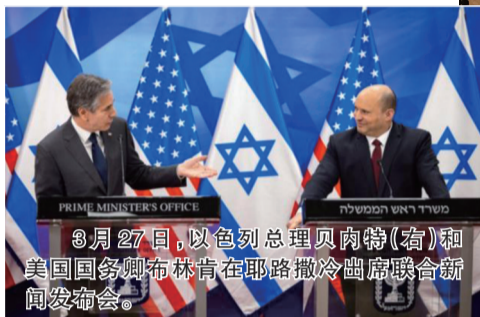 PRIME MINISTER'S OFFICE
משרד ראש הממשלה
3月27日，以色列总理贝内特(右)和
美国国务卿布林肯在耶路撒冷出席联合新
闻发布会。